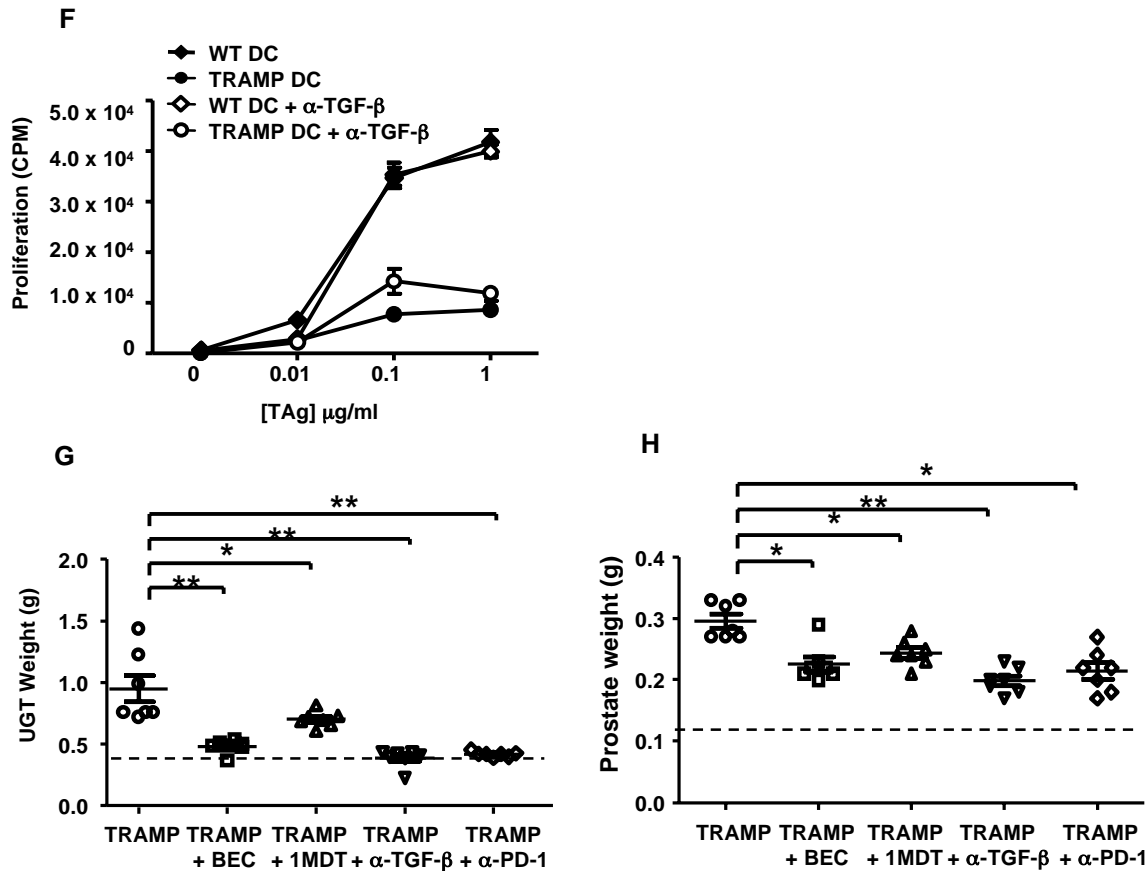 F
WT DC
TRAMP DC
WT DC + α-TGF-β
TRAMP DC + α-TGF-β
Proliferation (CPM)
5.0 x 10⁴
4.0 x 10⁴
3.0 x 10⁴
2.0 x 10⁴
1.0 x 10⁴
0
0 0.01 0.1 1
[TAg] μg/ml
G
**
**
*
**
UGT Weight (g)
2.0
1.5
1.0
0.5
0.0
TRAMP TRAMP TRAMP TRAMP TRAMP
+ BEC + 1MDT + α-TGF-β + α-PD-1
H
*
**
*
*
Prostate weight (g)
0.4
0.3
0.2
0.1
0.0
TRAMP TRAMP TRAMP TRAMP TRAMP
+ BEC + 1MDT + α-TGF-β + α-PD-1